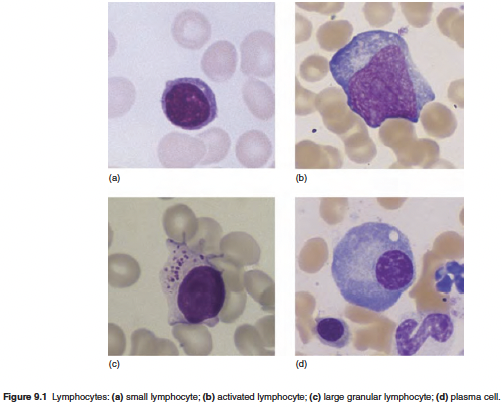 (a)
(b)
(c)
(d)
Figure 9.1 Lymphocytes: (a) small lymphocyte; (b) activated lymphocyte; (c) large granular lymphocyte; (d) plasma cell.